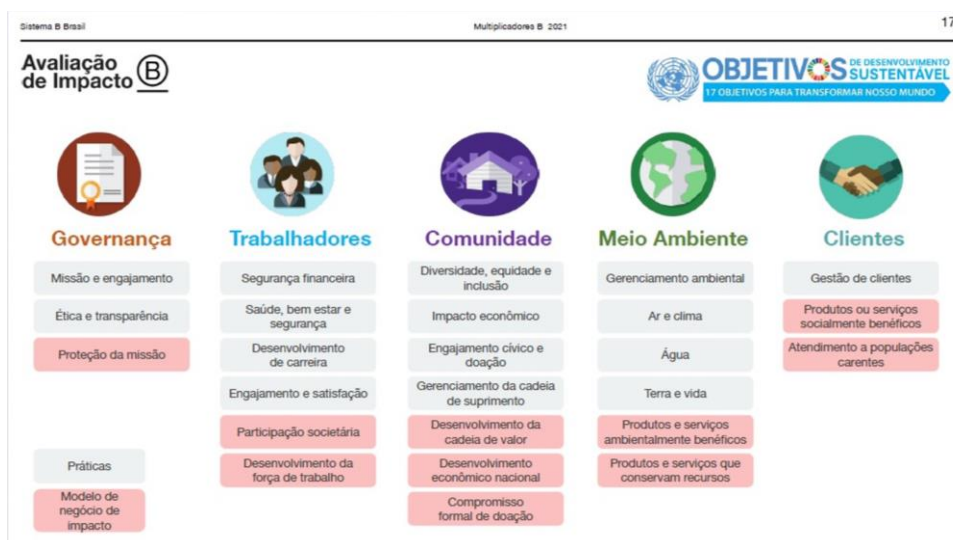 Sistema B Brasil
Multiplicadores B 2021
17
Avaliação
de Impacto B
OBJETIVOS DE DESENVOLVIMENTO
SUSTENTÁVEL
17 OBJETIVOS PARA TRANSFORMAR NOSSO MUNDO
Governança
Missão e engajamento
Ética e transparência
Proteção da missão
Práticas
Modelo de
negócio de
impacto
Trabalhadores
Segurança financeira
Saúde, bem estar e
segurança
Desenvolvimento
de carreira
Engajamento e satisfação
Participação societária
Desenvolvimento da
força de trabalho
Comunidade
Diversidade, equidade e
inclusão
Impacto econômico
Engajamento cívico e
doação
Gerenciamento da cadeia
de suprimento
Desenvolvimento da
cadeia de valor
Desenvolvimento
econômico nacional
Compromisso
formal de doação
Meio Ambiente
Gerenciamento ambiental
Ar e clima
Água
Terra e vida
Produtos e serviços
ambientalmente benéficos
Produtos e serviços que
conservam recursos
Clientes
Gestão de clientes
Produtos ou serviços
socialmente benéficos
Atendimento a populações
carentes